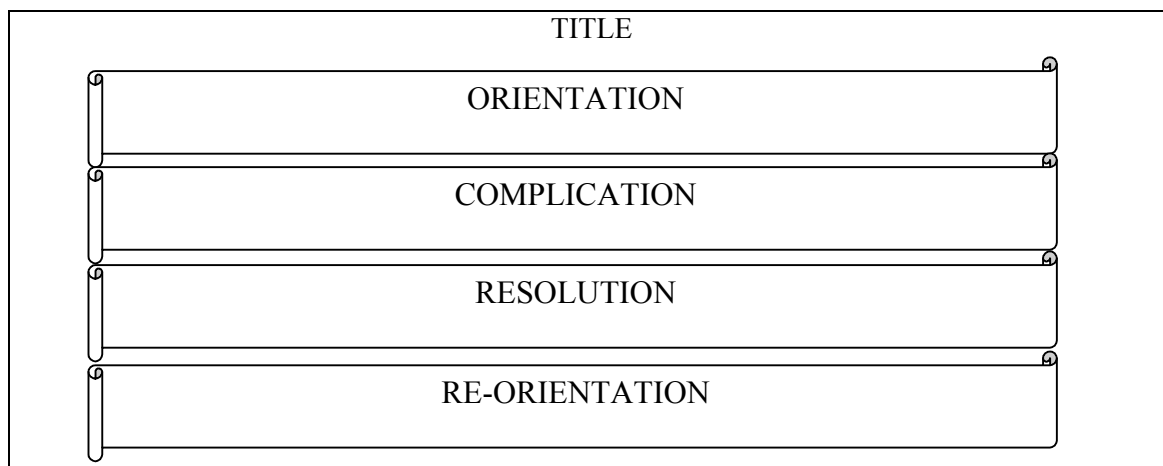 TITLE
ORIENTATION
COMPLICATION
RESOLUTION
RE-ORIENTATION